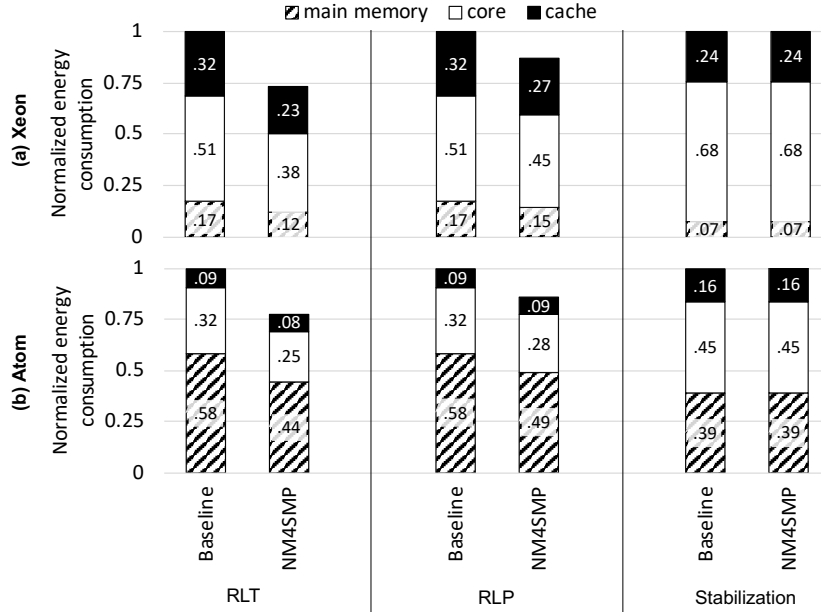 main memory core cache
(a) Xeon
Normalized energy
consumption
1
0.75
0.5
0.25
0
.32
.51
.17
.23
.38
.12
.32
.51
.17
.27
.45
.15
.24
.68
.07
.24
.68
.07
(b) Atom
Normalized energy
consumption
1
0.75
0.5
0.25
0
.09
.32
.58
.08
.25
.44
.09
.32
.58
.09
.28
.49
.16
.45
.39
.16
.45
.39
Baseline
NM4SMP
Baseline
NM4SMP
Baseline
NM4SMP
RLT
RLP
Stabilization